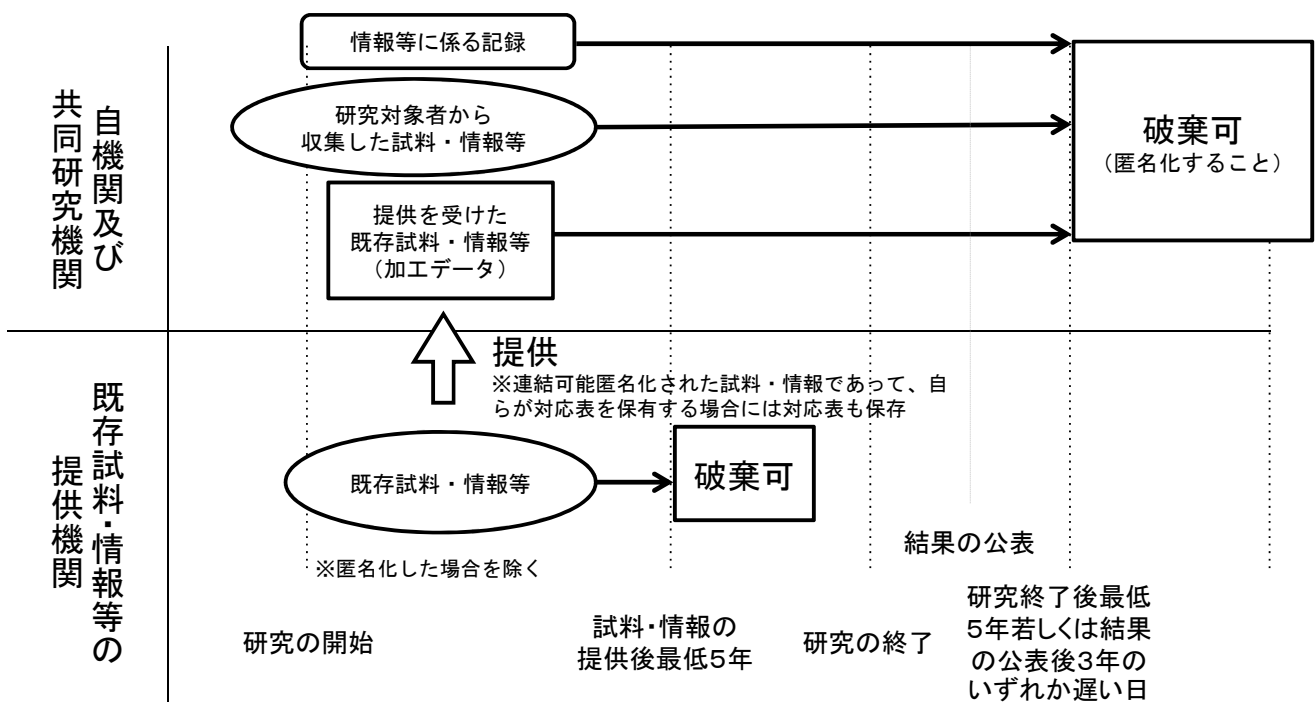 自機関及び
共同研究機関
情報等に係る記録
研究対象者から
収集した試料・情報等
提供を受けた
既存試料・情報等
（加工データ）
破棄可
（匿名化すること）
既存試料・情報等の
提供機関
提供
※連結可能匿名化された試料・情報であって、自
らが対応表を保有する場合には対応表も保存
既存試料・情報等
破棄可
※匿名化した場合を除く
研究の開始
試料・情報の
提供後最低５年
研究の終了
結果の公表
研究終了後最低
５年若しくは結果
の公表後３年の
いずれか遅い日